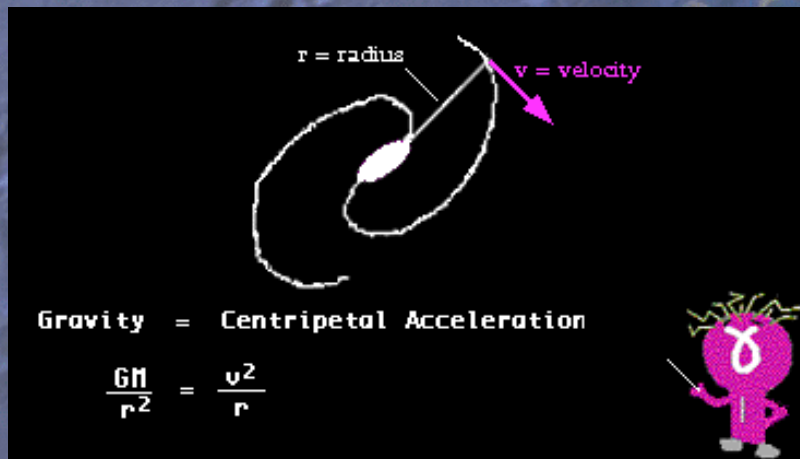 r = radius
v = velocity
Gravity = Centripetal Acceleration
GM/r² = v²/r
γ